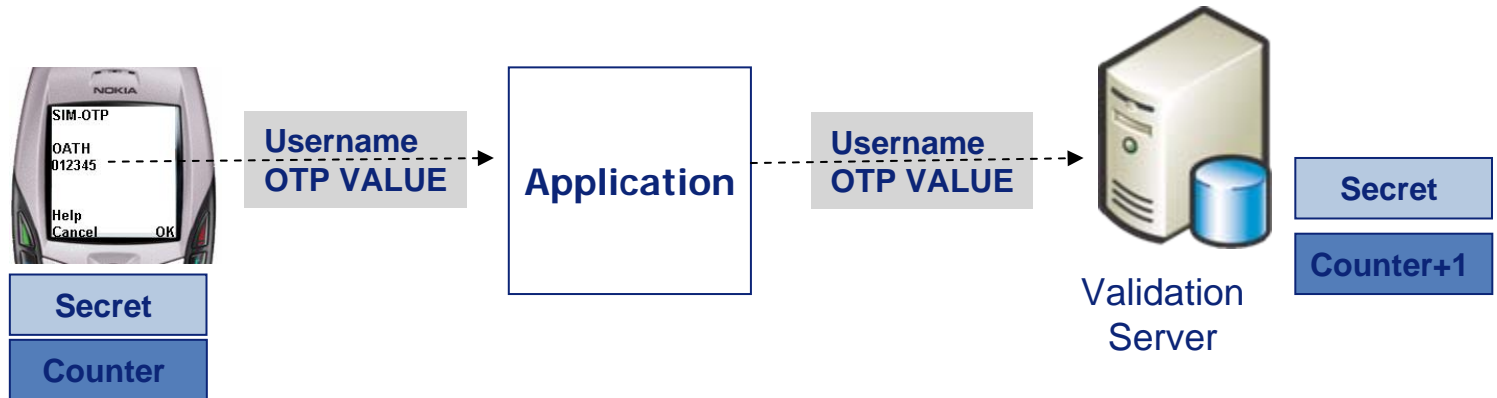 NOKIA
SIM-OTP
OATH
012345
Help
Cancel OK
Secret
Counter
Username
OTP VALUE
Application
Username
OTP VALUE
Validation
Server
Secret
Counter+1